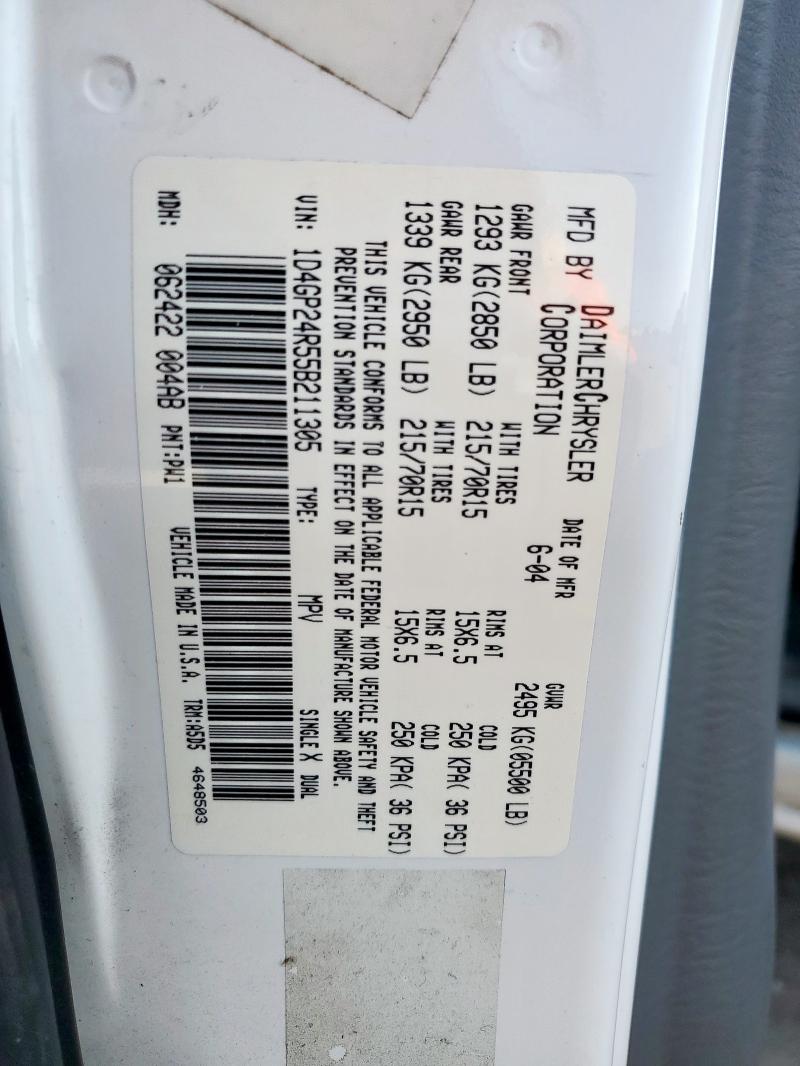 MFD BY DAIMLERCHRYSLER CORPORATION DATE OF MFR 6-04 GVWR 2495 KG(05500 LB)
GAWR FRONT WITH TIRES RIMS AT COLD
1293 KG(2850 LB) 215/70R15 15X6.5 250 KPA( 36 PSI)
GAWR REAR WITH TIRES RIMS AT COLD
1339 KG(2950 LB) 215/70R15 15X6.5 250 KPA( 36 PSI)
THIS VEHICLE CONFORMS TO ALL APPLICABLE FEDERAL MOTOR VEHICLE SAFETY AND THEFT
PREVENTION STANDARDS IN EFFECT ON THE DATE OF MANUFACTURE SHOWN ABOVE.
VIN: 1D4GP24R55B211305 TYPE: MPV SINGLE X DUAL
MDH: 062422 004AB PNT:PW1 VEHICLE MADE IN U.S.A. TRM:A5D5 4648503